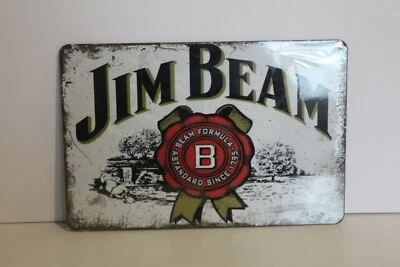 JIM BEAM
BEAM FORMULA
B
A STANDARD SINCE 1795